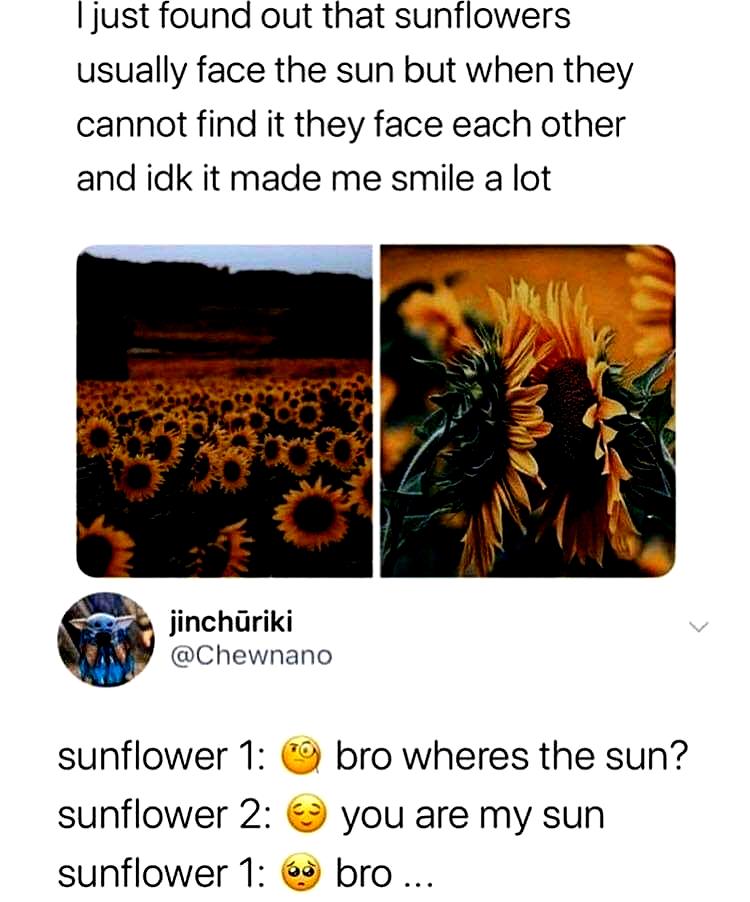 I just found out that sunflowers
usually face the sun but when they
cannot find it they face each other
and idk it made me smile a lot
jinchūriki
@Chewnano
sunflower 1: 🧐 bro wheres the sun?
sunflower 2: 😌 you are my sun
sunflower 1: 🥺 bro ...